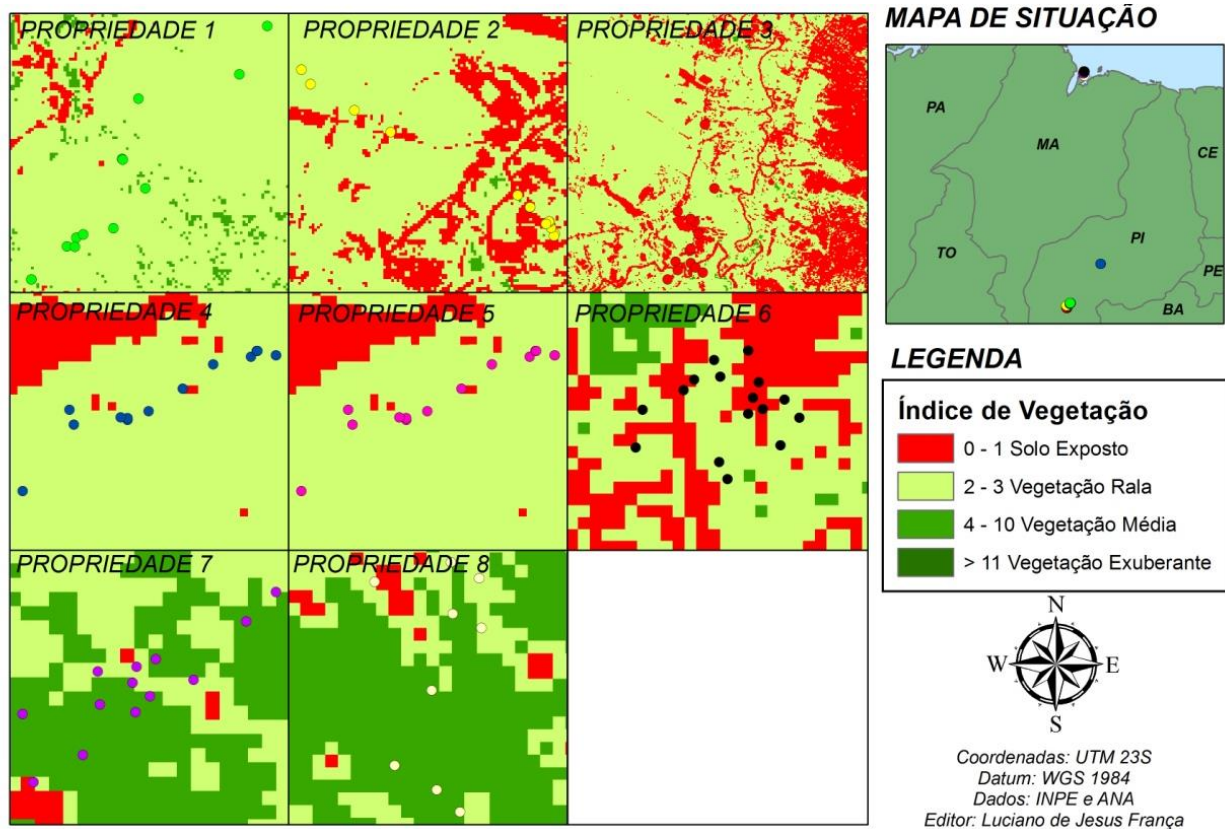 PROPRIEDADE 1
PROPRIEDADE 2
PROPRIEDADE 3
PROPRIEDADE 4
PROPRIEDADE 5
PROPRIEDADE 6
PROPRIEDADE 7
PROPRIEDADE 8
MAPA DE SITUAÇÃO
PA
MA
CE
TO
PI
PE
BA
LEGENDA
Índice de Vegetação
0 - 1 Solo Exposto
2 - 3 Vegetação Rala
4 - 10 Vegetação Média
> 11 Vegetação Exuberante
N
W E
S
Coordenadas: UTM 23S
Datum: WGS 1984
Dados: INPE e ANA
Editor: Luciano de Jesus França